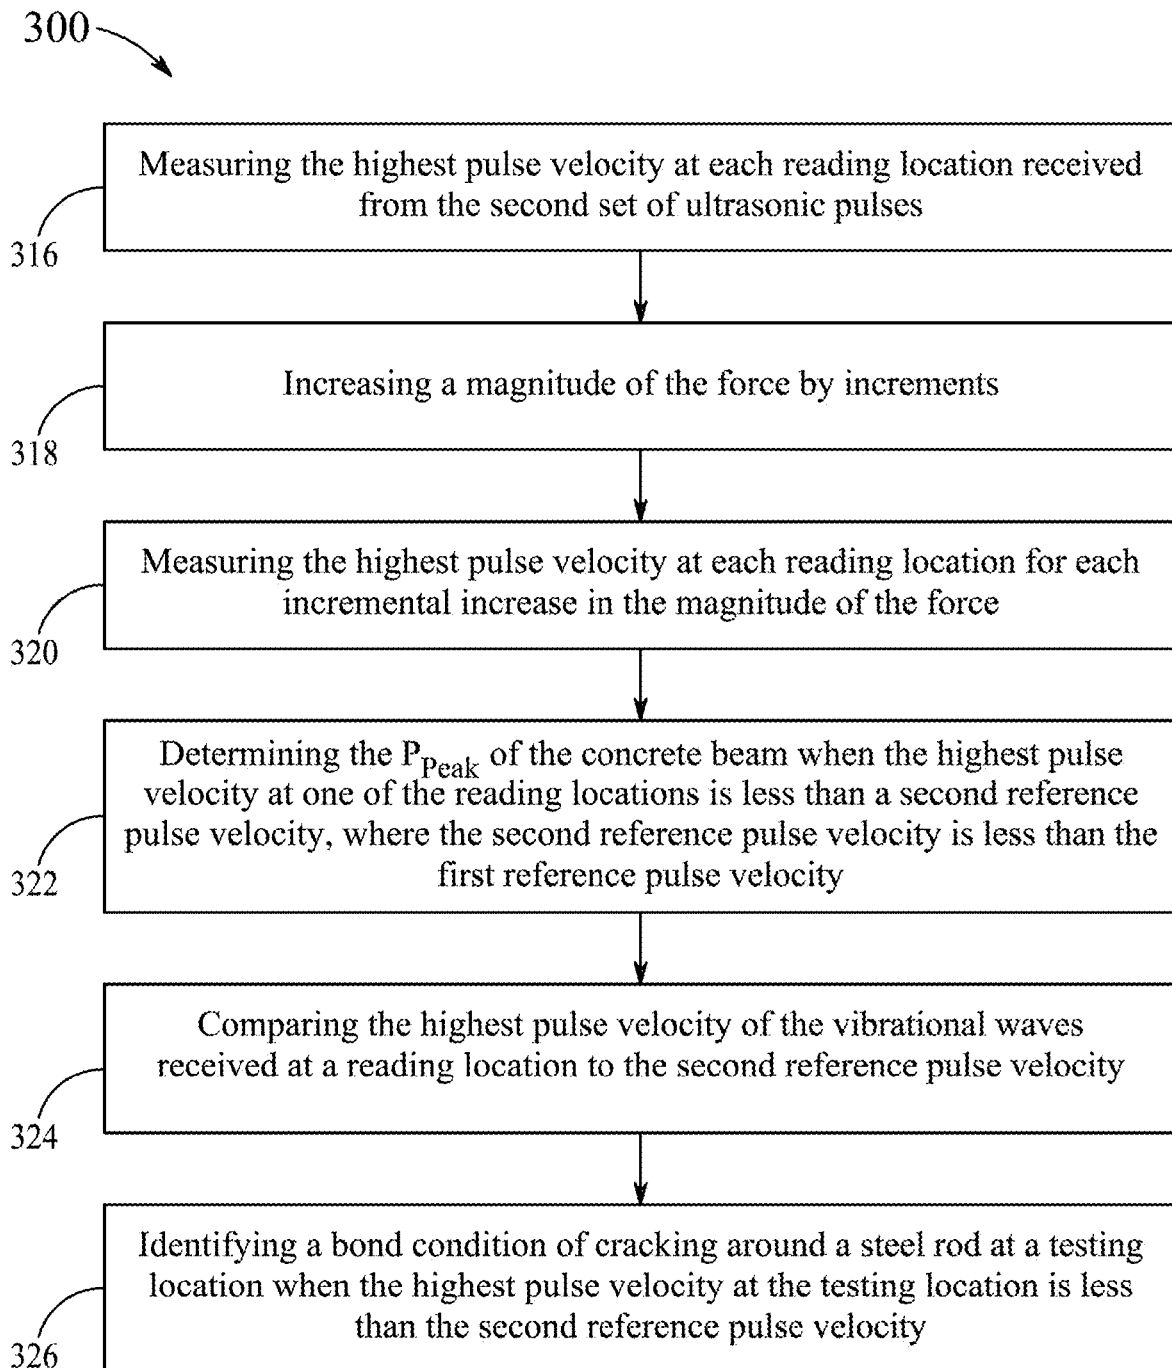 300
Measuring the highest pulse velocity at each reading location received
from the second set of ultrasonic pulses
316
Increasing a magnitude of the force by increments
318
Measuring the highest pulse velocity at each reading location for each
incremental increase in the magnitude of the force
320
Determining the P_Peak of the concrete beam when the highest pulse
velocity at one of the reading locations is less than a second reference
pulse velocity, where the second reference pulse velocity is less than the
first reference pulse velocity
322
Comparing the highest pulse velocity of the vibrational waves
received at a reading location to the second reference pulse velocity
324
Identifying a bond condition of cracking around a steel rod at a testing
location when the highest pulse velocity at the testing location is less
than the second reference pulse velocity
326